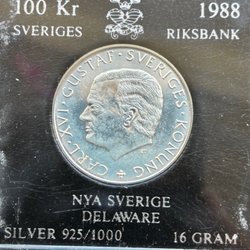 100 Kr 1988
SVERIGES RIKSBANK
CARL XVI GUSTAF SVERIGES KONUNG
NYA SVERIGE
DELAWARE
SILVER 925/1000 16 GRAM